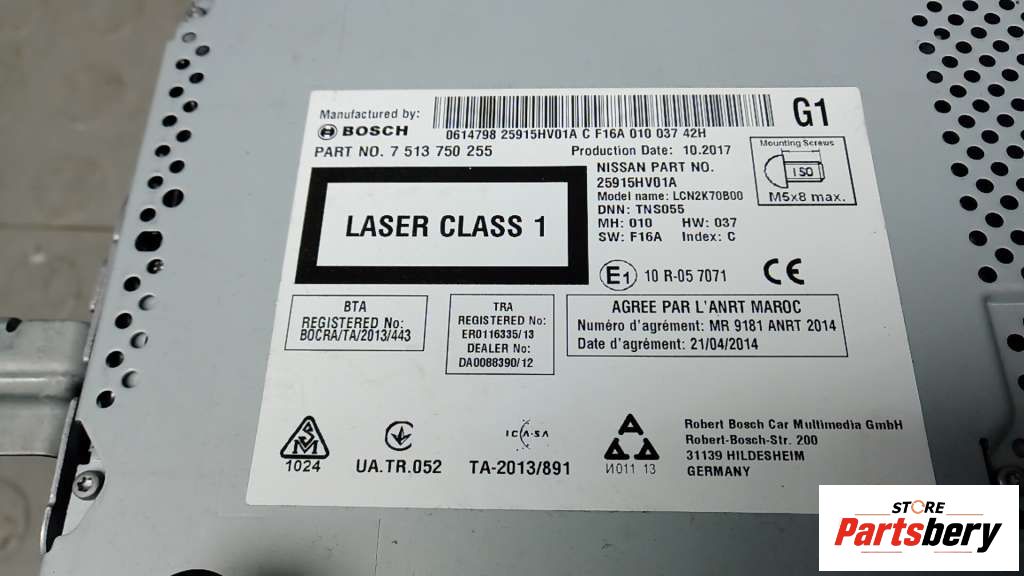 Manufactured by:
BOSCH
0614798 25915HV01A C F16A 010 037 42H
G1
PART NO. 7 513 750 255
Production Date: 10.2017
Mounting Screws
ISO
M5x8 max.
LASER CLASS 1
NISSAN PART NO.
25915HV01A
Model name: LCN2K70B00
DNN: TNS055
MH: 010 HW: 037
SW: F16A Index: C
E1 10 R-05 7071 CE
BTA
REGISTERED No:
BOCRA/TA/2013/443
TRA
REGISTERED No:
ER0116335/13
DEALER No:
DA0088390/12
AGREE PAR L'ANRT MAROC
Numéro d'agrément: MR 9181 ANRT 2014
Date d'agrément: 21/04/2014
1024
UA.TR.052
ICASA
TA-2013/891
И011 13
Robert Bosch Car Multimedia GmbH
Robert-Bosch-Str. 200
31139 HILDESHEIM
GERMANY
STORE
Partsbery